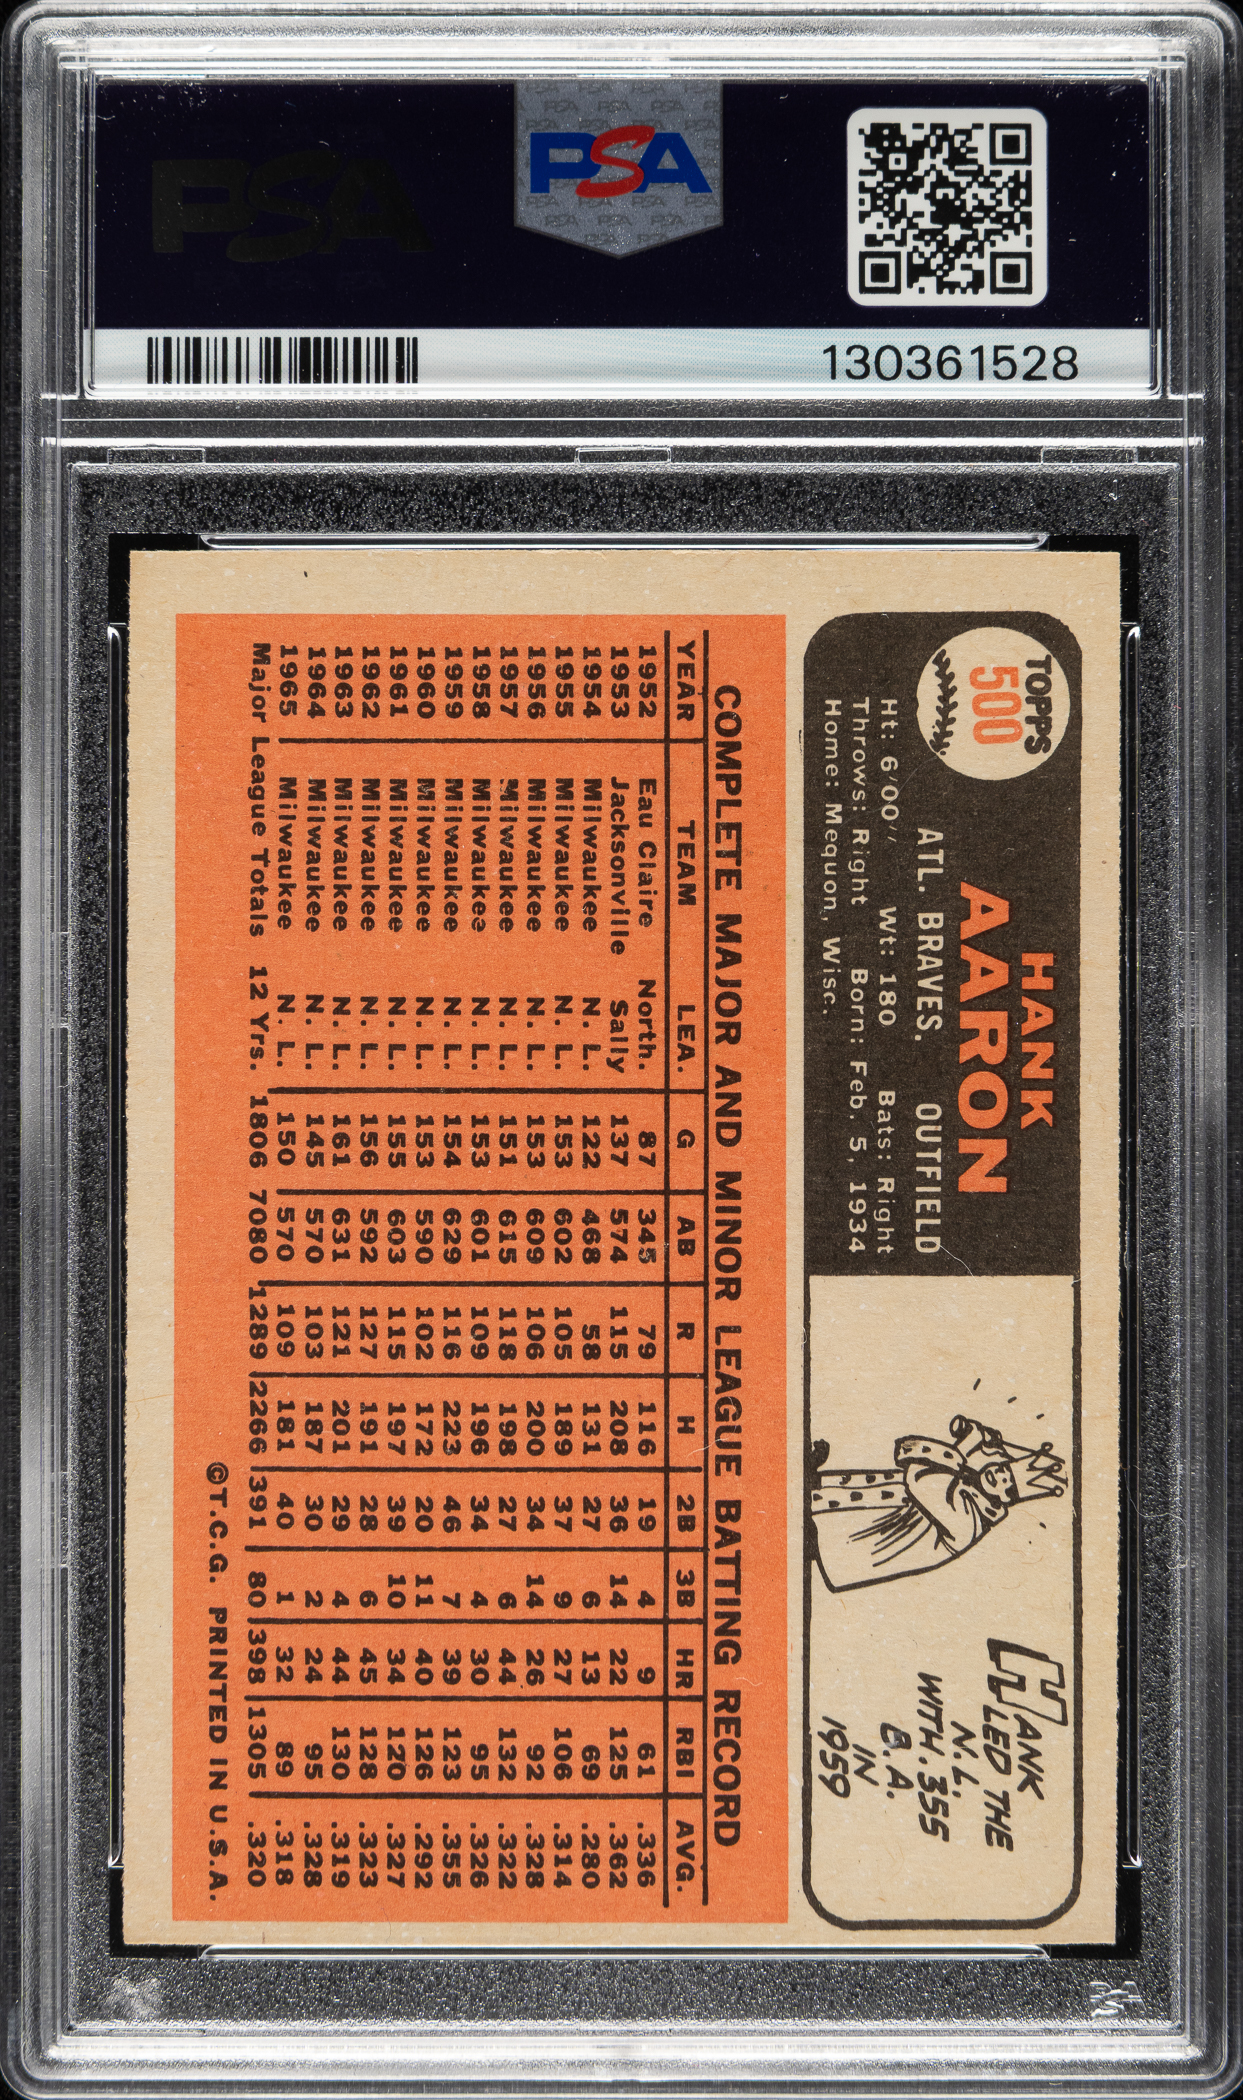 PSA
PSA
130361528
TOPPS
500
HANK
AARON
ATL. BRAVES. OUTFIELD
Ht: 6'00'' Wt: 180 Bats: Right
Throws: Right Born: Feb. 5, 1934
Home: Mequon, Wisc.
HANK
LED THE
N.L.
WITH .355
B.A.
IN
1959
COMPLETE MAJOR AND MINOR LEAGUE BATTING RECORD
YEAR TEAM LEA. G AB R H 2B 3B HR RBI AVG.
1952 Eau Claire North. 87 345 79 116 19 4 9 61 .336
1953 Jacksonville Sally 137 574 115 208 36 14 22 125 .362
1954 Milwaukee N. L. 122 468 58 131 27 6 13 69 .280
1955 Milwaukee N. L. 153 602 105 189 37 9 27 106 .314
1956 Milwaukee N. L. 153 609 106 200 34 14 26 92 .328
1957 Milwaukee N. L. 151 615 118 198 27 6 44 132 .322
1958 Milwaukee N. L. 153 601 109 196 34 4 30 95 .326
1959 Milwaukee N. L. 154 629 116 223 46 7 39 123 .355
1960 Milwaukee N. L. 153 590 102 172 20 11 40 126 .292
1961 Milwaukee N. L. 155 603 115 197 39 10 34 120 .327
1962 Milwaukee N. L. 156 592 127 191 28 6 45 128 .323
1963 Milwaukee N. L. 161 631 121 201 29 4 44 130 .319
1964 Milwaukee N. L. 145 570 103 187 30 2 24 95 .328
1965 Milwaukee N. L. 150 570 109 181 40 1 32 89 .318
Major League Totals 12 Yrs. 1806 7080 1289 2266 391 80 398 1305 .320
©T.C.G. PRINTED IN U.S.A.
PSA